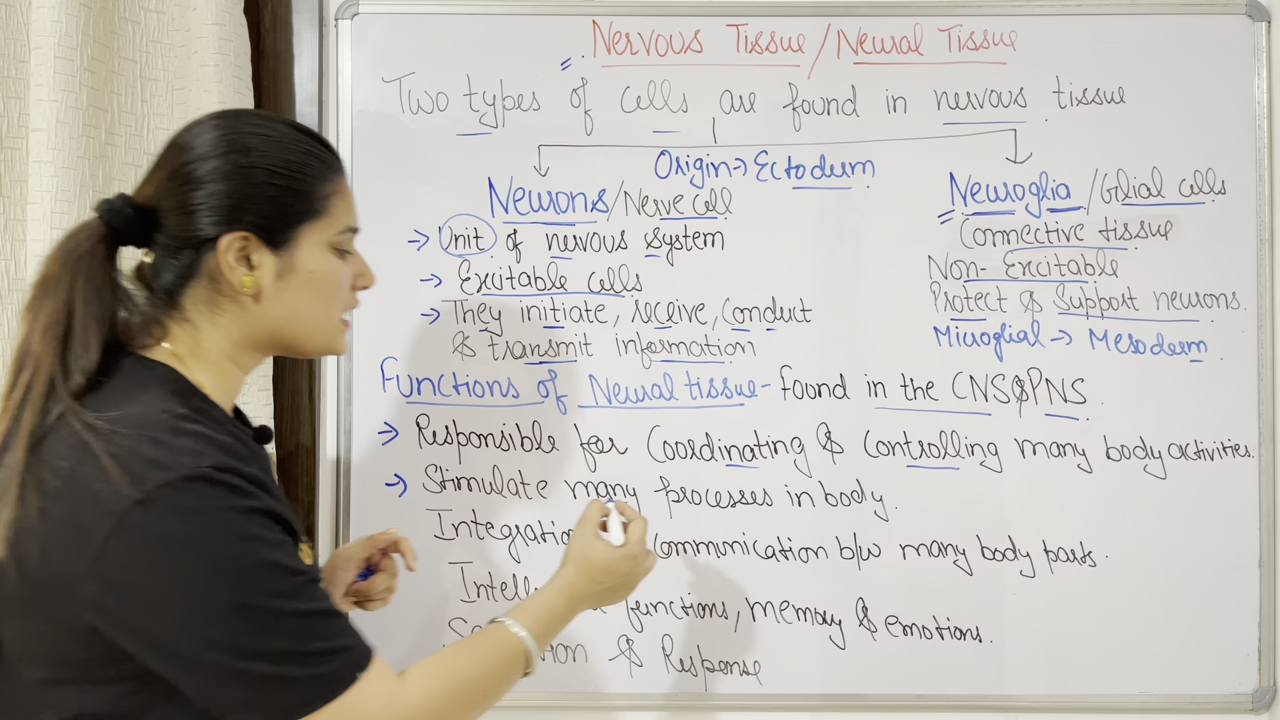 Nervous Tissue/Neural Tissue
Two types of cells are found in nervous tissue
Origin → Ectoderm
Neurons/Nerve cell
→ Unit of nervous system
→ Excitable cells
→ They initiate, receive, Conduct
& transmit information
Neuroglia/Glial cells
Connective tissue
Non-Excitable
Protect & Support neurons.
Microglial → Mesoderm.
Functions of Neural tissue - found in the CNS & PNS.
→ Responsible for Coordinating & Controlling many body activities.
→ Stimulate many processes in body.
communication b/w many body parts.
functions, memory & emotions.
& Response